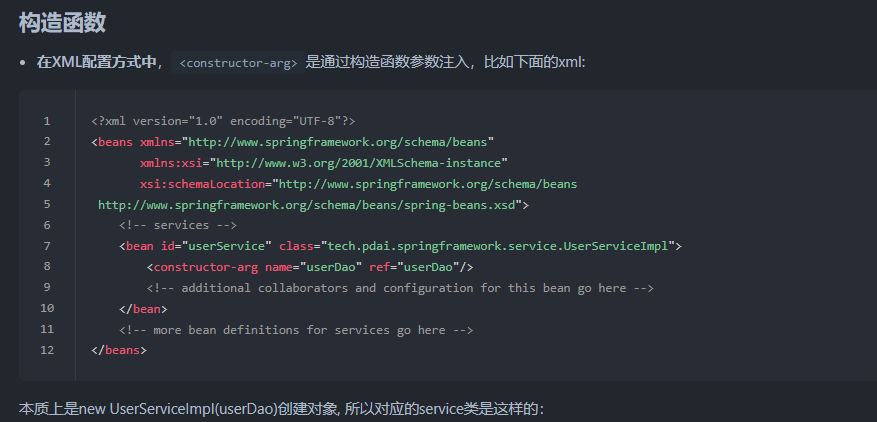 构造函数
• 在XML配置方式中，<constructor-arg> 是通过构造函数参数注入，比如下面的xml:
1 <?xml version="1.0" encoding="UTF-8"?>
2 <beans xmlns="http://www.springframework.org/schema/beans"
3 xmlns:xsi="http://www.w3.org/2001/XMLSchema-instance"
4 xsi:schemaLocation="http://www.springframework.org/schema/beans
5 http://www.springframework.org/schema/beans/spring-beans.xsd">
6 <!-- services -->
7 <bean id="userService" class="tech.pdai.springframework.service.UserServiceImpl">
8 <constructor-arg name="userDao" ref="userDao"/>
9 <!-- additional collaborators and configuration for this bean go here -->
10 </bean>
11 <!-- more bean definitions for services go here -->
12 </beans>
本质上是new UserServiceImpl(userDao)创建对象, 所以对应的service类是这样的：